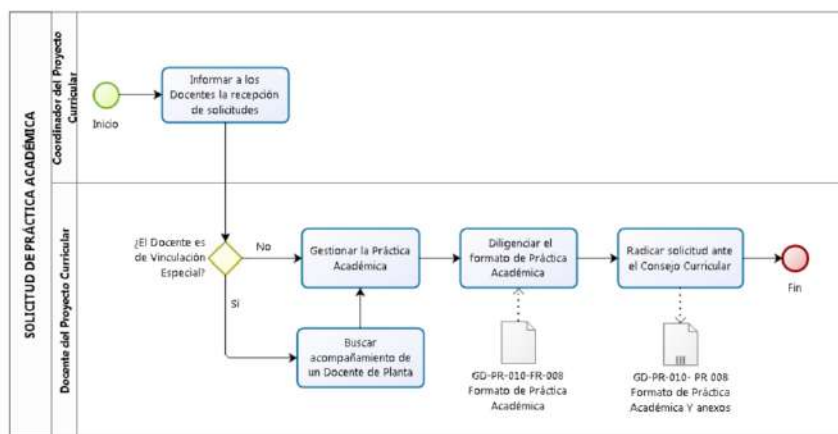 SOLICITUD DE PRÁCTICA ACADÉMICA
Coordinador del Proyecto
Curricular
Inicio
Informar a los
Docentes la recepción
de solicitudes
Docente del Proyecto Curricular
¿El Docente es
de Vinculación
Especial?
No
Si
Gestionar la Práctica
Académica
Diligenciar el
formato de Práctica
Académica
Radicar solicitud ante
el Consejo Curricular
Fin
Buscar
acompañamiento de
un Docente de Planta
GD-PR-010-FR-008
Formato de Práctica
Académica
GD-PR-010- PR 008
Formato de Práctica
Académica Y anexos